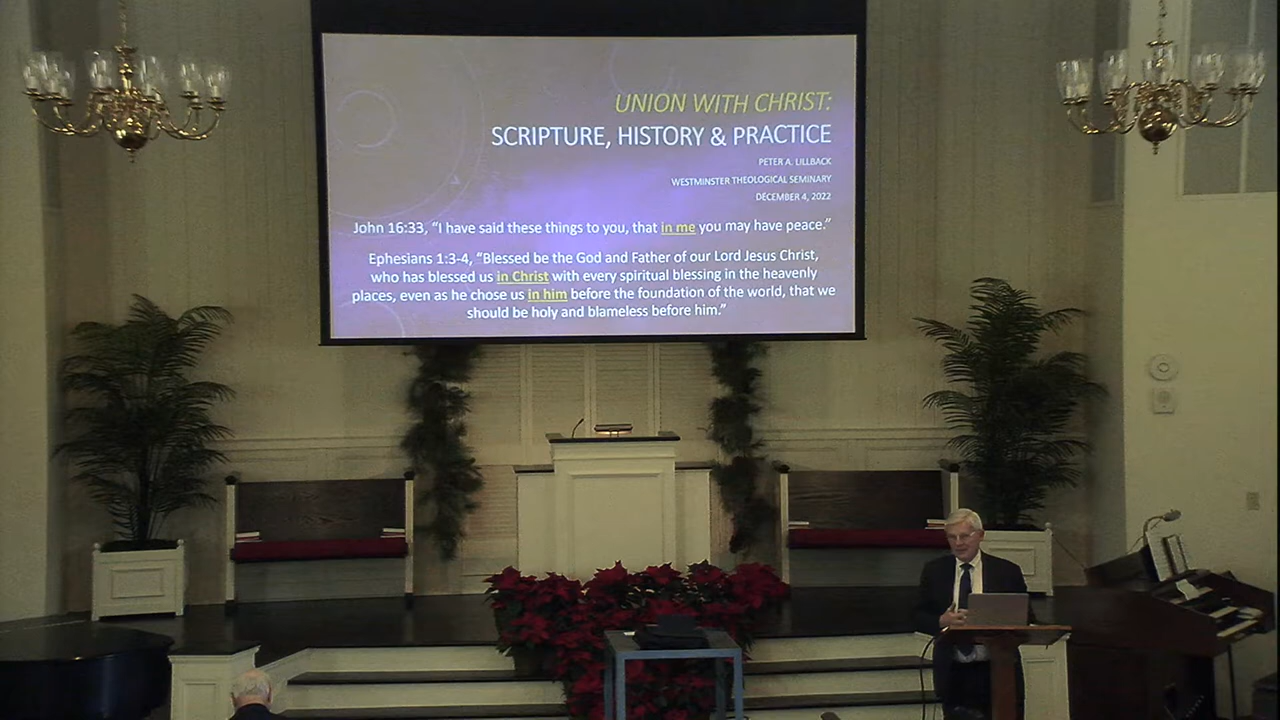 UNION WITH CHRIST:
SCRIPTURE, HISTORY & PRACTICE
PETER A. LILLBACK
WESTMINSTER THEOLOGICAL SEMINARY
DECEMBER 4, 2022
John 16:33, “I have said these things to you, that in me you may have peace.”
Ephesians 1:3-4, “Blessed be the God and Father of our Lord Jesus Christ,
who has blessed us in Christ with every spiritual blessing in the heavenly
places, even as he chose us in him before the foundation of the world, that we
should be holy and blameless before him.”